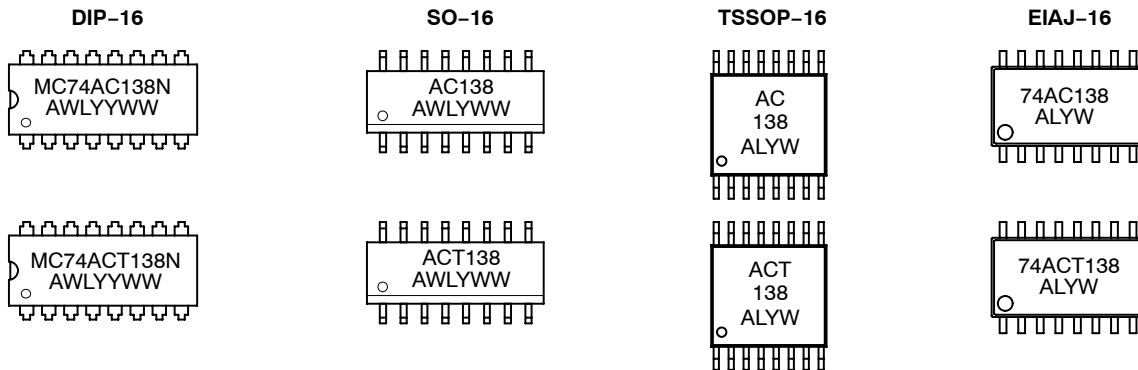 DIP–16
SO–16
TSSOP–16
EIAJ–16
MC74AC138N
AWLYYWW
AC138
AWLYWW
AC
138
ALYW
74AC138
ALYW
MC74ACT138N
AWLYYWW
ACT138
AWLYWW
ACT
138
ALYW
74ACT138
ALYW